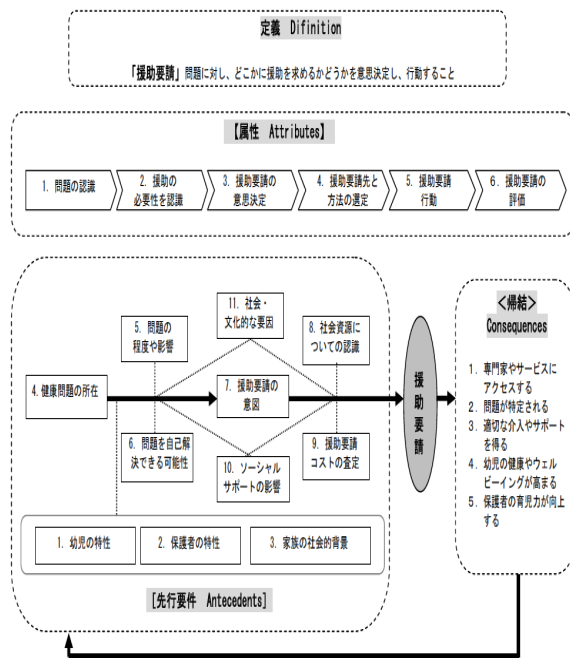 定義 Difinition
「援助要請」問題に対し、どこかに援助を求めるかどうかを意思決定し、行動すること
【属性 Attributes】
1. 問題の認識
2. 援助の
必要性を認識
3. 援助要請の
意思決定
4. 援助要請先と
方法の選定
5. 援助要請
行動
6. 援助要請の
評価
11. 社会・
文化的な要因
5. 問題の
程度や影響
8. 社会資源に
ついての認識
4. 健康問題の所在
7. 援助要請の
意図
6. 問題を自己解
決できる可能性
10. ソーシャル
サポートの影響
9. 援助要請
コストの査定
1. 幼児の特性
2. 保護者の特性
3. 家族の社会的背景
[先行要件 Antecedents]
援助要請
＜帰結＞
Consequences
1. 専門家やサービスに
アクセスする
2. 問題が特定される
3. 適切な介入やサポート
を得る
4. 幼児の健康やウェル
ビーイングが高まる
5. 保護者の育児力が向上
する